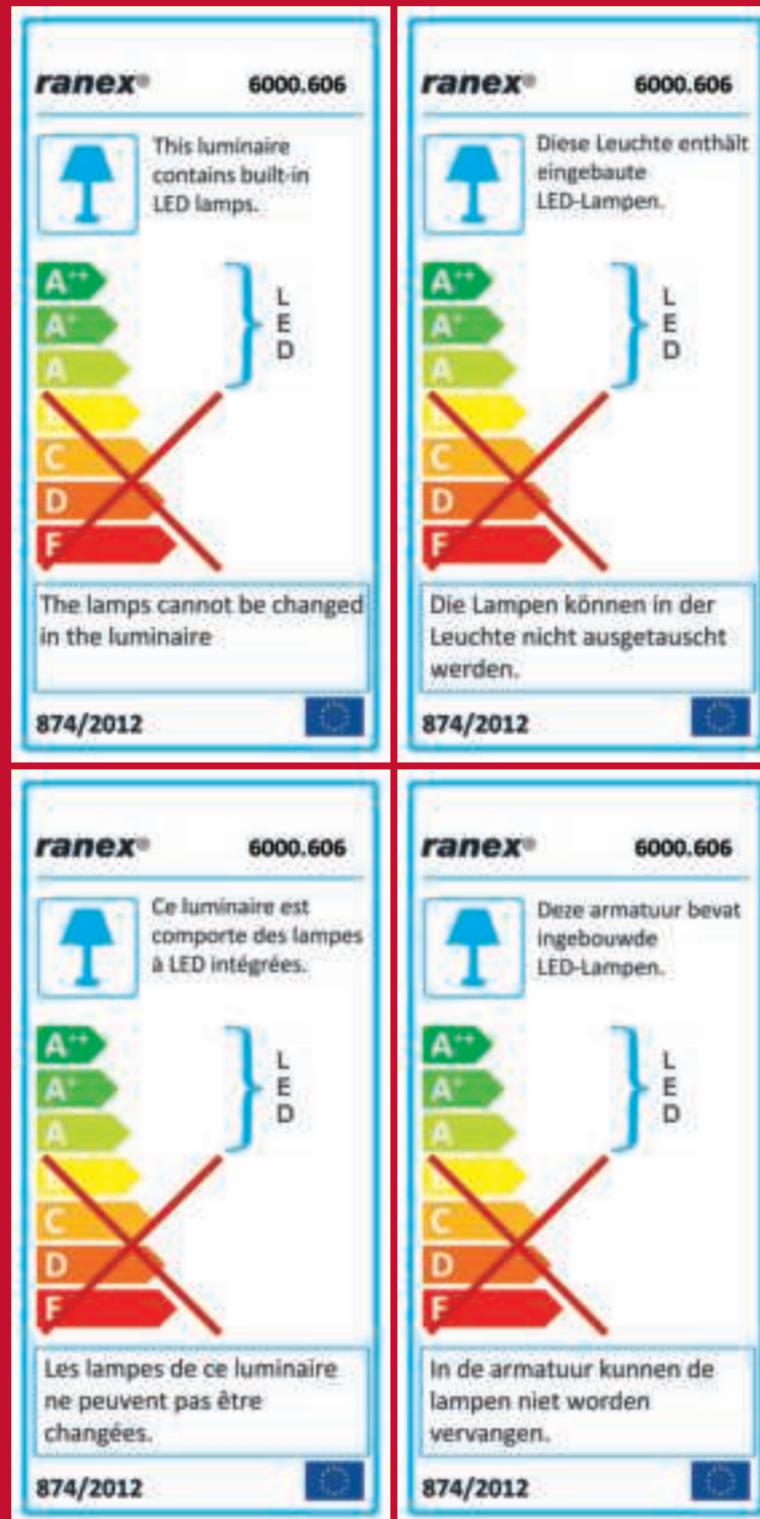 ranex® 6000.606
This luminaire
contains built-in
LED lamps.
A++
A+
A
L
E
D
C
D
E
The lamps cannot be changed
in the luminaire
874/2012
ranex® 6000.606
Diese Leuchte enthält
eingebaute
LED-Lampen.
A++
A+
A
L
E
D
C
D
E
Die Lampen können in der
Leuchte nicht ausgetauscht
werden.
874/2012
ranex® 6000.606
Ce luminaire est
comporte des lampes
à LED intégrées.
A++
A+
A
L
E
D
C
D
E
Les lampes de ce luminaire
ne peuvent pas être
changées.
874/2012
ranex® 6000.606
Deze armatuur bevat
ingebouwde
LED-Lampen.
A++
A+
A
L
E
D
C
D
E
In de armatuur kunnen de
lampen niet worden
vervangen.
874/2012